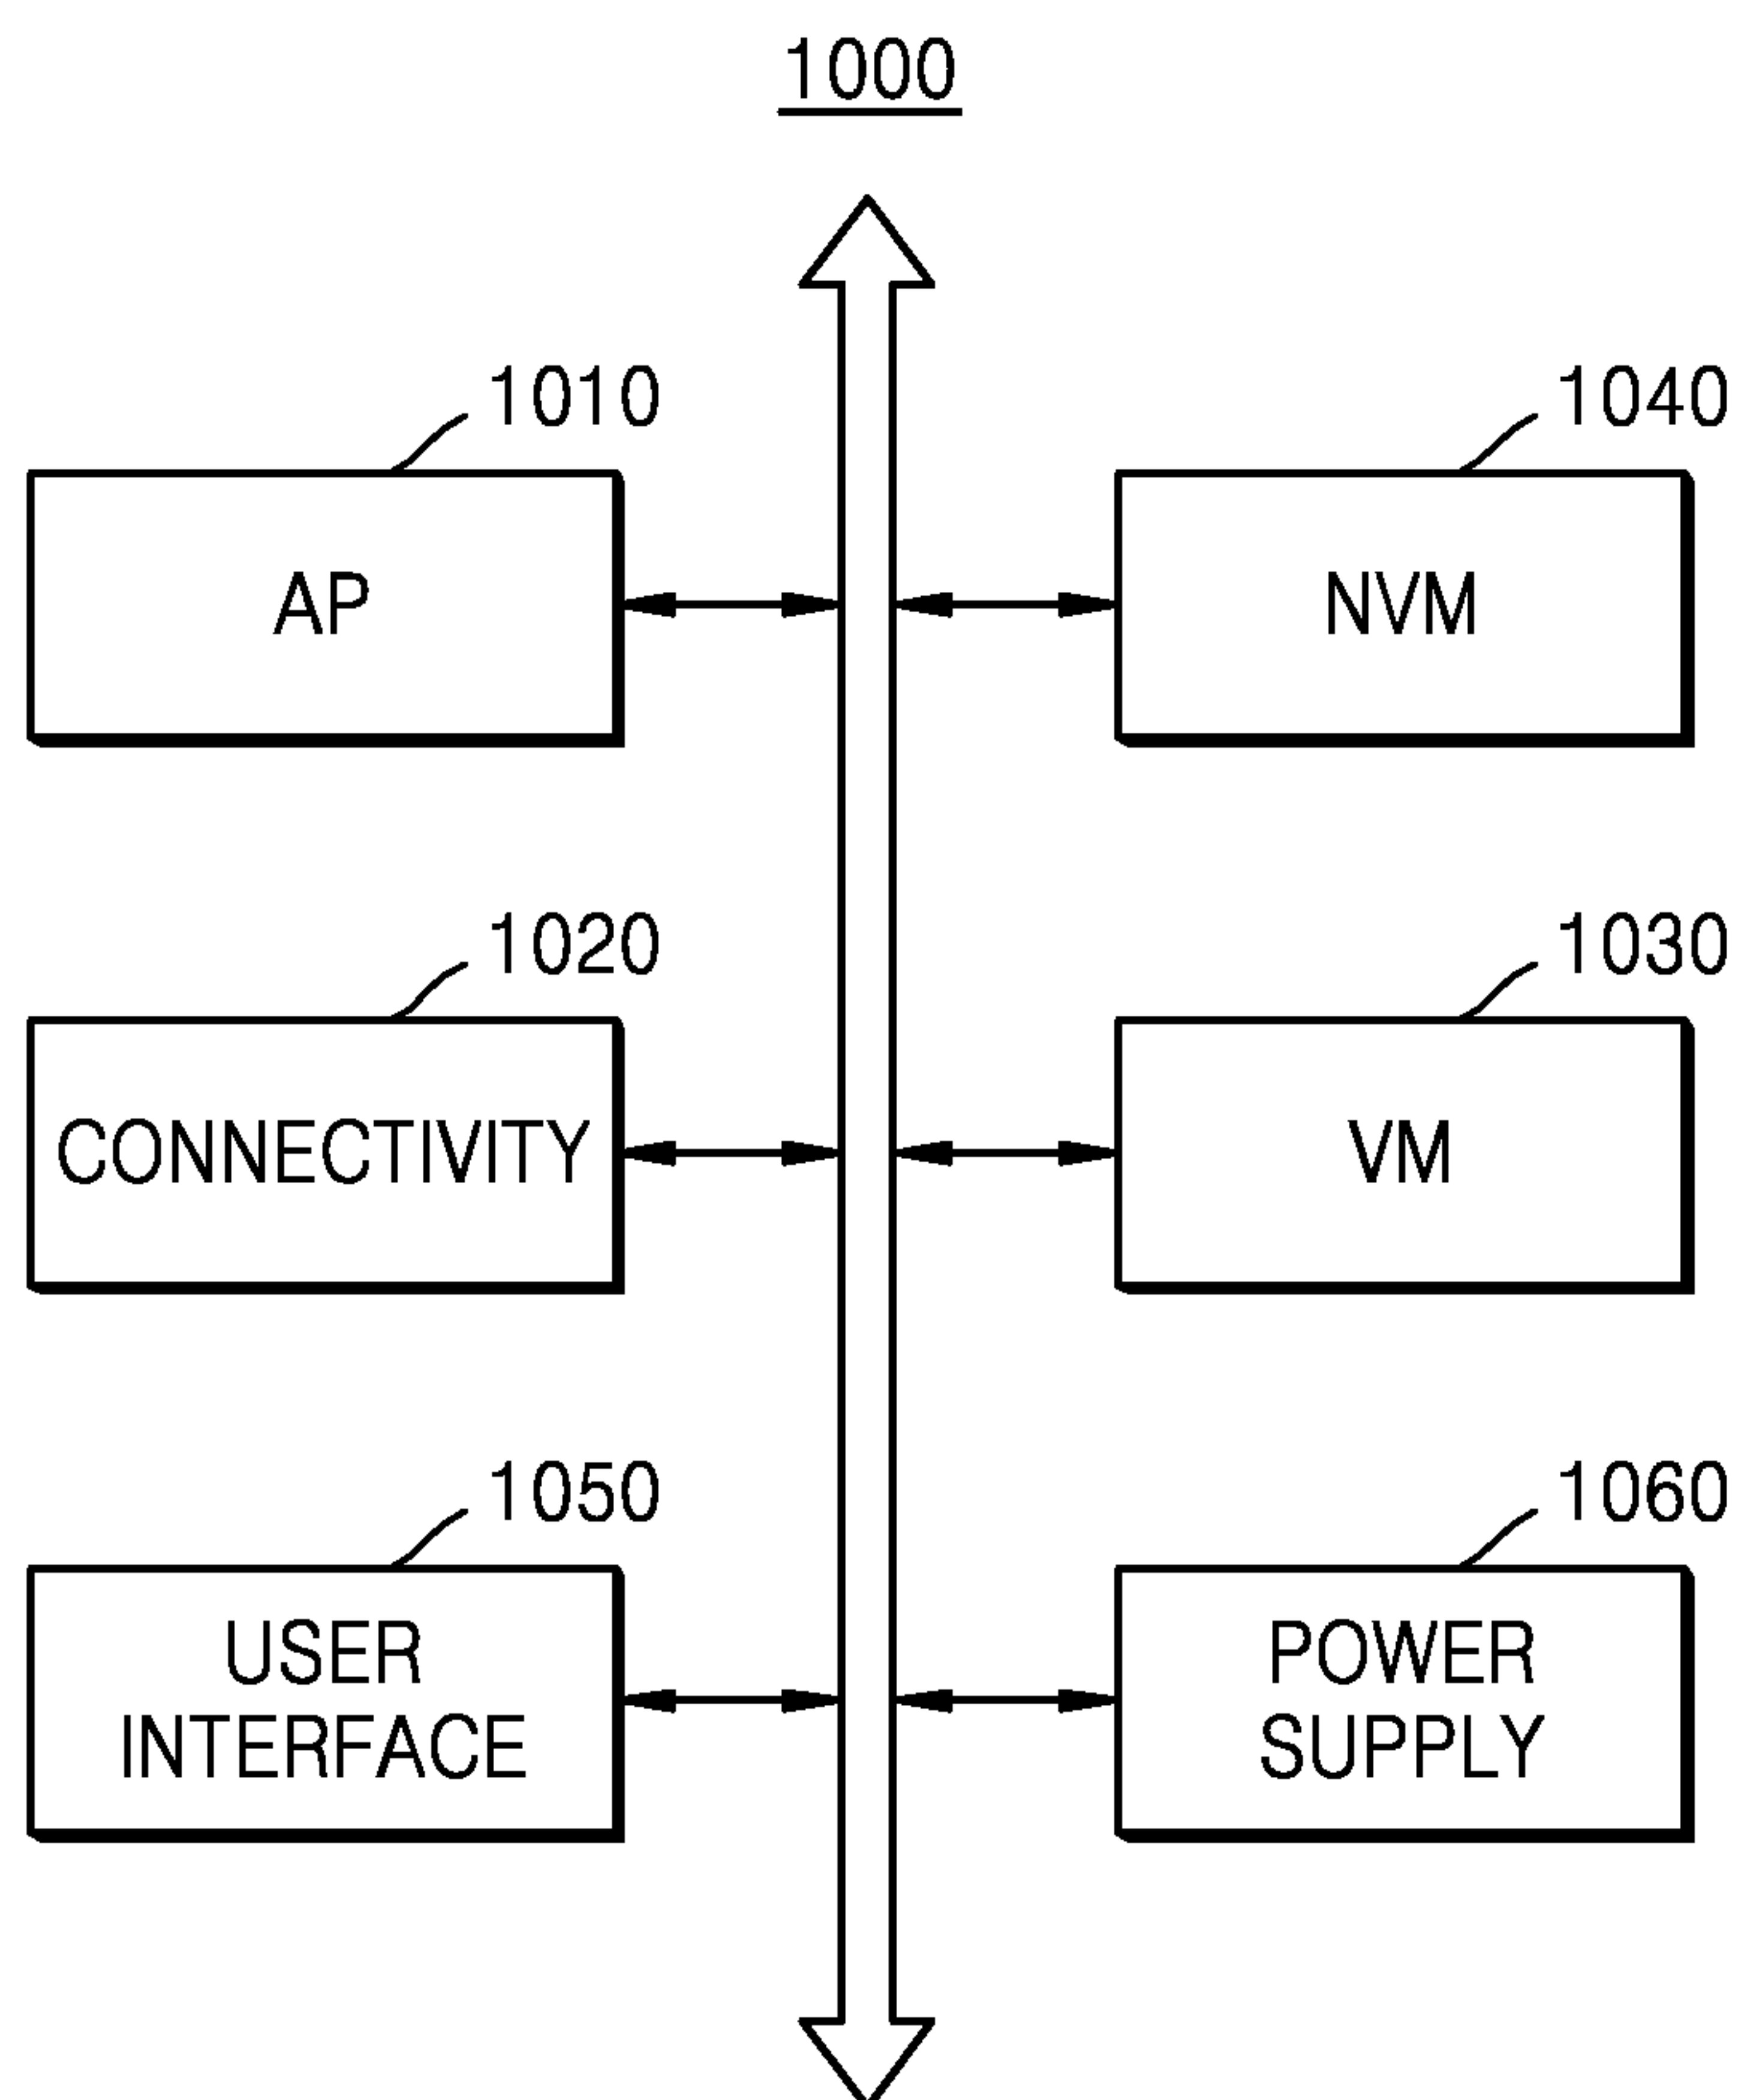 1000
1010
1040
AP
NVM
1020
1030
CONNECTIVITY
VM
1050
1060
USER
INTERFACE
POWER
SUPPLY